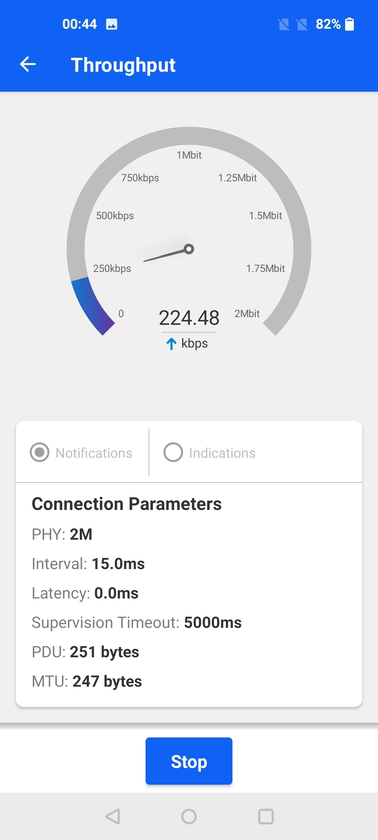 00:44
82%
Throughput
1Mbit
750kbps
1.25Mbit
500kbps
1.5Mbit
250kbps
1.75Mbit
0
224.48
2Mbit
kbps
Notifications
Indications
Connection Parameters
PHY: 2M
Interval: 15.0ms
Latency: 0.0ms
Supervision Timeout: 5000ms
PDU: 251 bytes
MTU: 247 bytes
Stop